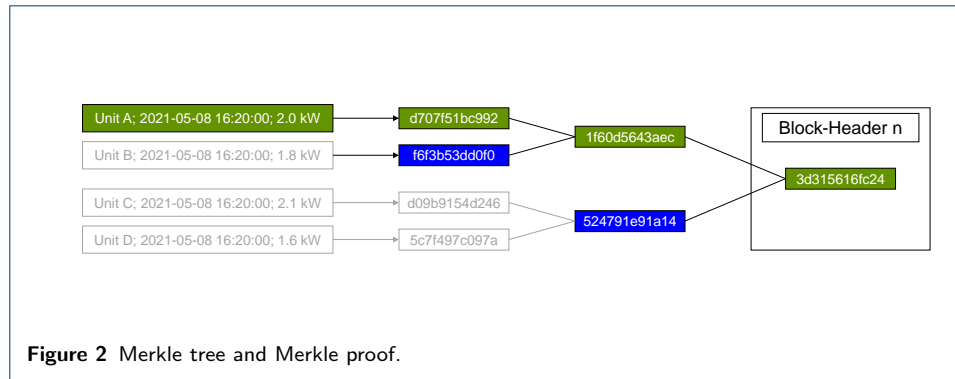 Unit A; 2021-05-08 16:20:00; 2.0 kW
d707f51bc992
Unit B; 2021-05-08 16:20:00; 1.8 kW
f6f3b53dd0f0
Unit C; 2021-05-08 16:20:00; 2.1 kW
d09b9154d246
Unit D; 2021-05-08 16:20:00; 1.6 kW
5c7f497c097a
1f60d5643aec
524791e91a14
Block-Header n
3d315616fc24
Figure 2 Merkle tree and Merkle proof.